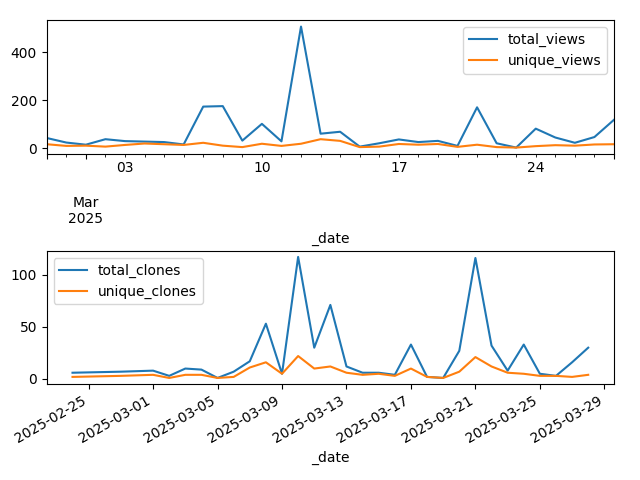 400
200
0
total_views
unique_views
03
10
17
24
Mar
2025
_date
100
50
0
total_clones
unique_clones
2025-02-25
2025-03-01
2025-03-05
2025-03-09
2025-03-13
2025-03-17
2025-03-21
2025-03-25
2025-03-29
_date